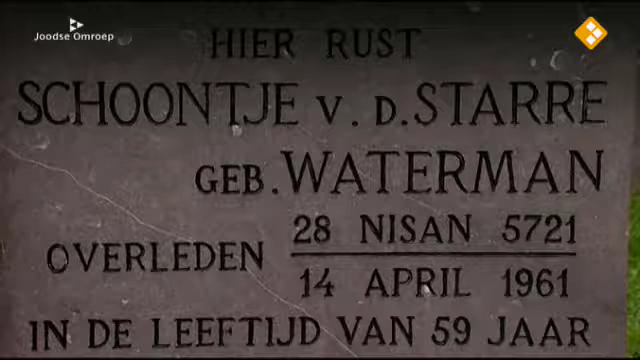 Joodse Omroep
HIER RUST
SCHOONTJE V. D. STARRE
GEB. WATERMAN
OVERLEDEN 28 NISAN 5721
14 APRIL 1961
IN DE LEEFTIJD VAN 59 JAAR